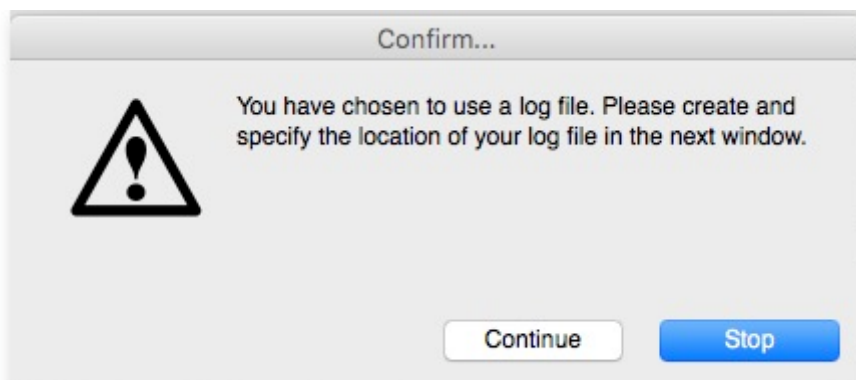 Confirm...
You have chosen to use a log file. Please create and
specify the location of your log file in the next window.
Continue
Stop